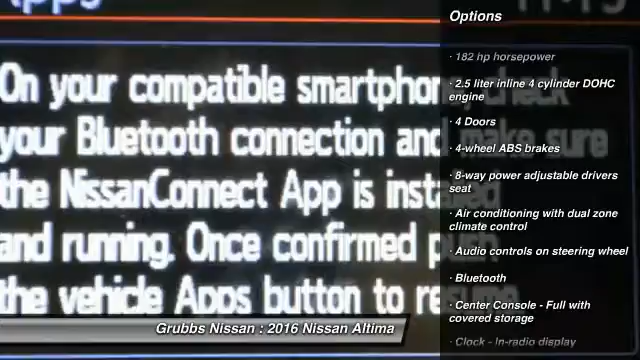 Apps
On your compatible smartphone, check
your Bluetooth connection and make sure
the NissanConnect App is installed
and running. Once confirmed push
the vehicle Apps button to resume.
Grubbs Nissan : 2016 Nissan Altima
Options
· 182 hp horsepower
· 2.5 liter inline 4 cylinder DOHC
engine
· 4 Doors
· 4-wheel ABS brakes
· 8-way power adjustable drivers
seat
· Air conditioning with dual zone
climate control
· Audio controls on steering wheel
· Bluetooth
· Center Console - Full with
covered storage
· Clock - In-radio display